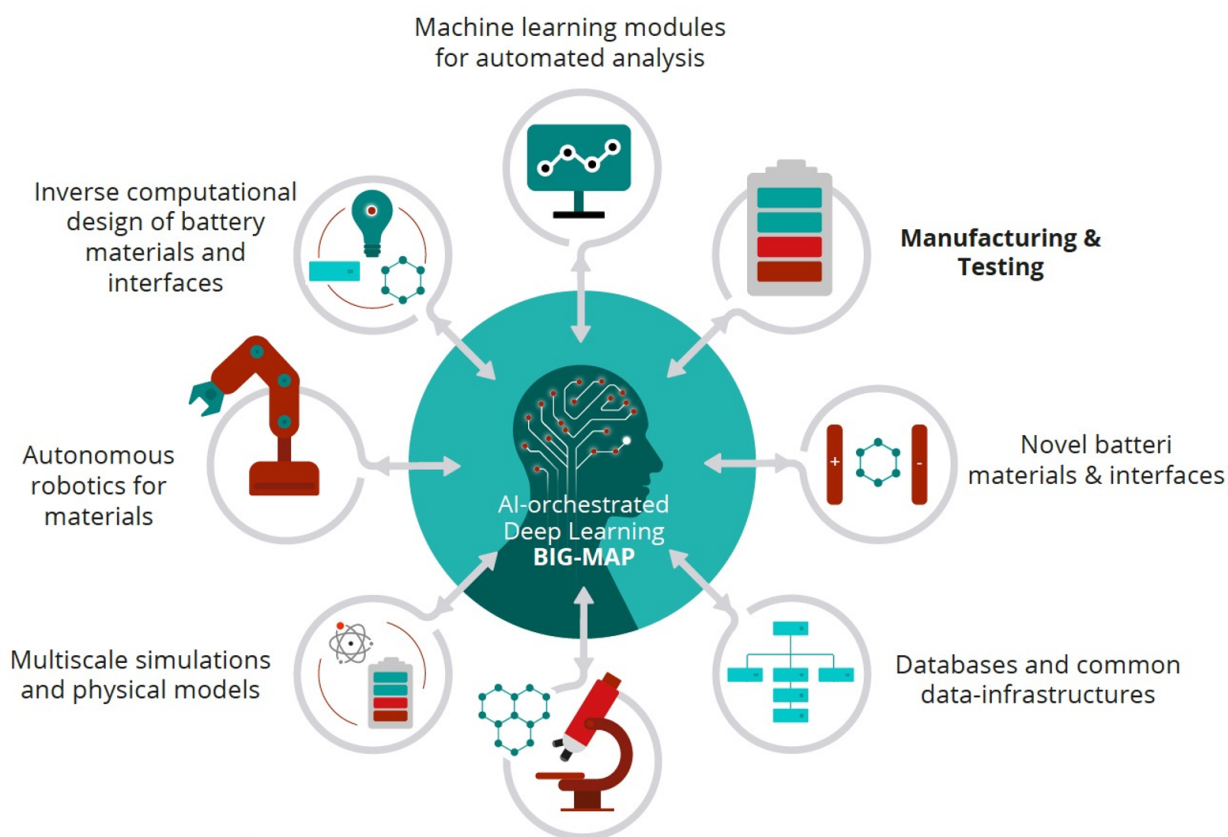 Machine learning modules
for automated analysis
Inverse computational
design of battery
materials and
interfaces
Manufacturing &
Testing
Autonomous
robotics for
materials
AI-orchestrated
Deep Learning
BIG-MAP
+
-
Novel batteri
materials & interfaces
Multiscale simulations
and physical models
Databases and common
data-infrastructures